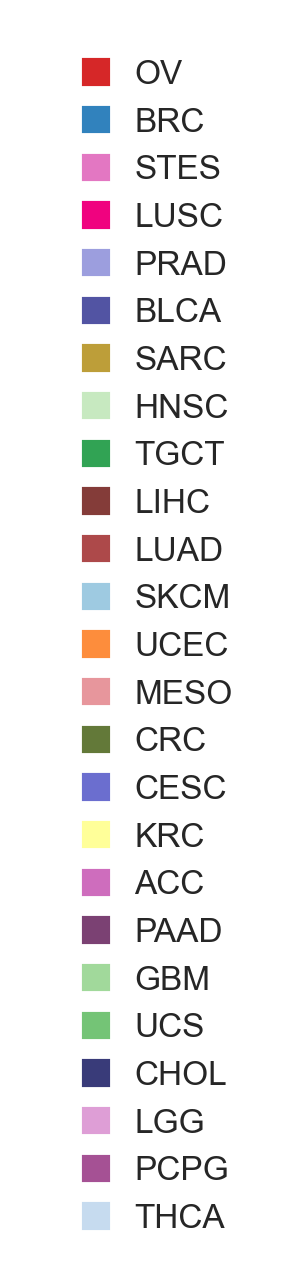 OV
BRC
STES
LUSC
PRAD
BLCA
SARC
HNSC
TGCT
LIHC
LUAD
SKCM
UCEC
MESO
CRC
CESC
KRC
ACC
PAAD
GBM
UCS
CHOL
LGG
PCPG
THCA